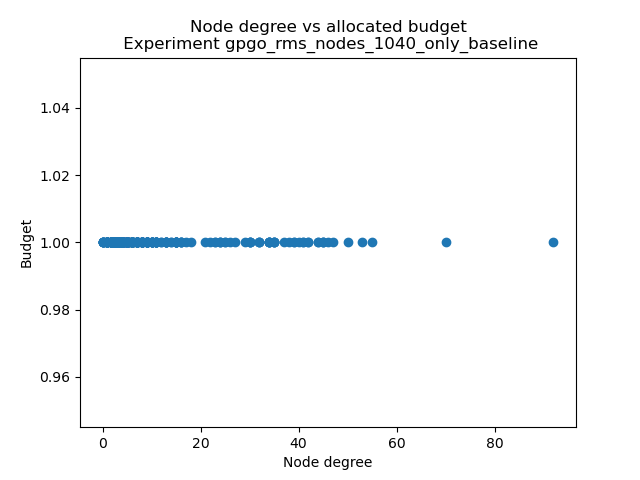 Node degree vs allocated budget
Experiment gpgo_rms_nodes_1040_only_baseline
1.04
1.02
1.00
0.98
0.96
Budget
0
20
40
60
80
Node degree